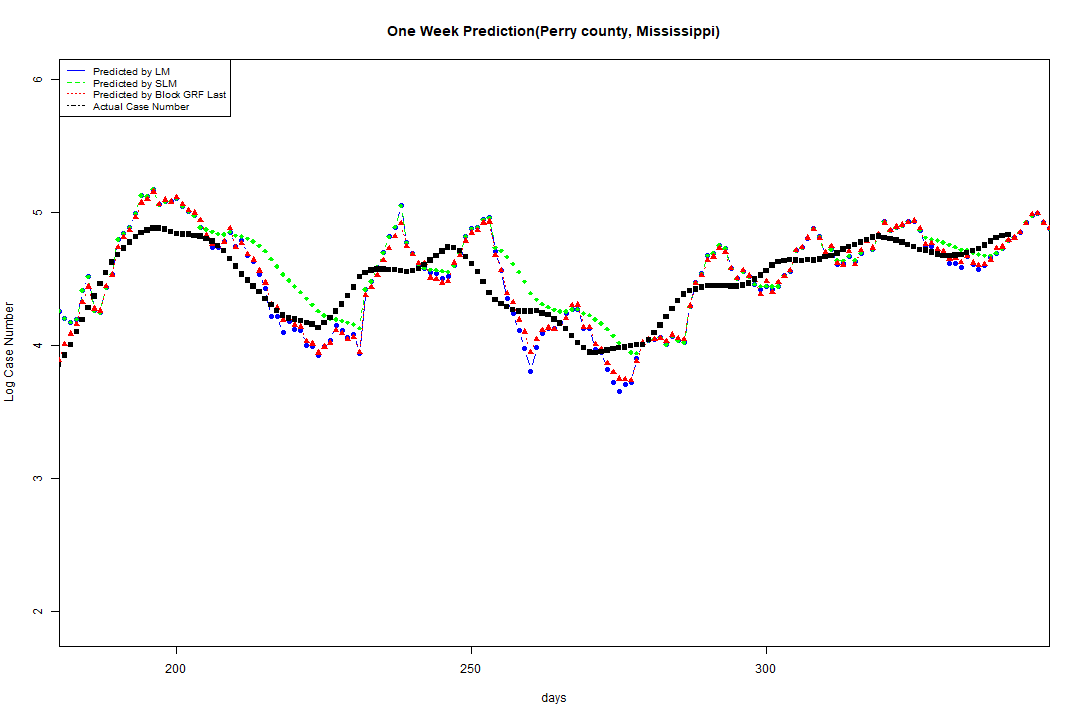 One Week Prediction(Perry county, Mississippi)
Predicted by LM
Predicted by SLM
Predicted by Block GRF Last
Actual Case Number
6
5
4
3
2
Log Case Number
200
250
300
days